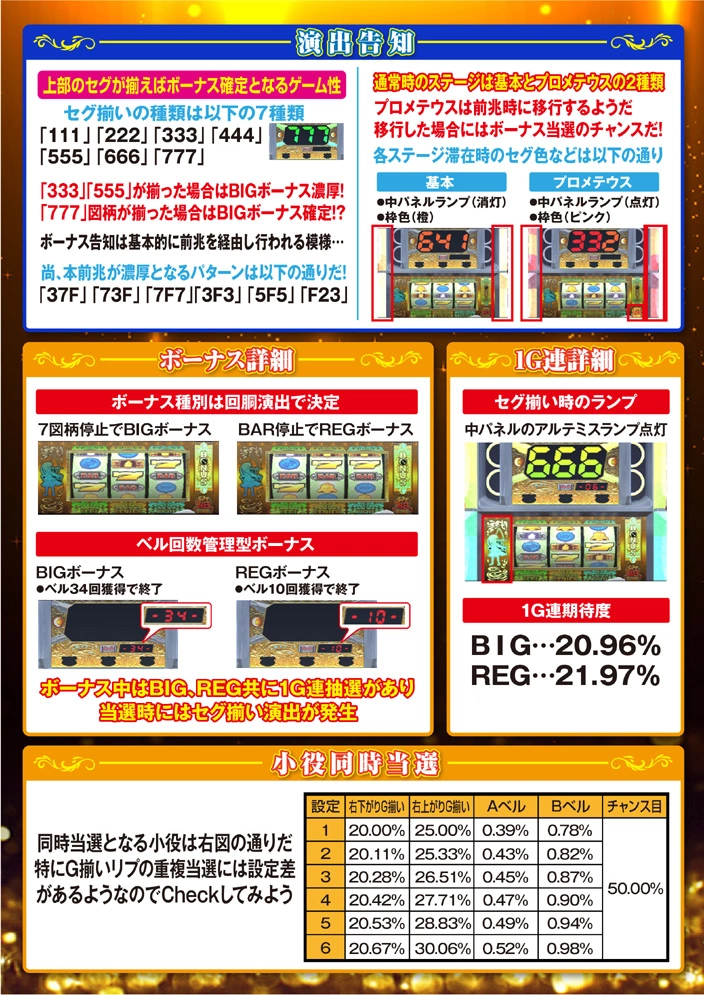 演出告知
上部のセグが揃えばボーナス確定となるゲーム性
セグ揃いの種類は以下の7種類
「111」「222」「333」「444」
「555」「666」「777」
777
「333」「555」が揃った場合はBIGボーナス濃厚!
「777」図柄が揃った場合はBIGボーナス確定!?
ボーナス告知は基本的に前兆を経由し行われる模様…
尚、本前兆が濃厚となるパターンは以下の通りだ!
「37F」「73F」「7F7」「3F3」「5F5」「F23」
通常時のステージは基本とプロメテウスの2種類
プロメテウスは前兆時に移行するようだ
移行した場合にはボーナス当選のチャンスだ!
各ステージ滞在時のセグ色などは以下の通り
基本
●中パネルランプ(消灯)
●枠色(橙)
641
プロメテウス
●中パネルランプ(点灯)
●枠色(ピンク)
332
ボーナス詳細
ボーナス種別は回胴演出で決定
7図柄停止でBIGボーナス
BAR停止でREGボーナス
ベル回数管理型ボーナス
BIGボーナス
●ベル34回獲得で終了
-34-
-34-
REGボーナス
●ベル10回獲得で終了
-10-
-10-
ボーナス中はBIG、REG共に1G連抽選があり
当選時にはセグ揃い演出が発生
1G連詳細
セグ揃い時のランプ
中パネルのアルテミスランプ点灯
666
-06-
1G連期待度
BIG…20.96%
REG…21.97%
小役同時当選
同時当選となる小役は右図の通りだ
特にG揃いリプの重複当選には設定差
があるようなのでCheckしてみよう
設定 右下がりG揃い 右上がりG揃い Aベル Bベル チャンス目
1 20.00% 25.00% 0.39% 0.78%
2 20.11% 25.33% 0.43% 0.82%
3 20.28% 26.51% 0.45% 0.87%
4 20.42% 27.71% 0.47% 0.90%
5 20.53% 28.83% 0.49% 0.94%
6 20.67% 30.06% 0.52% 0.98%
50.00%